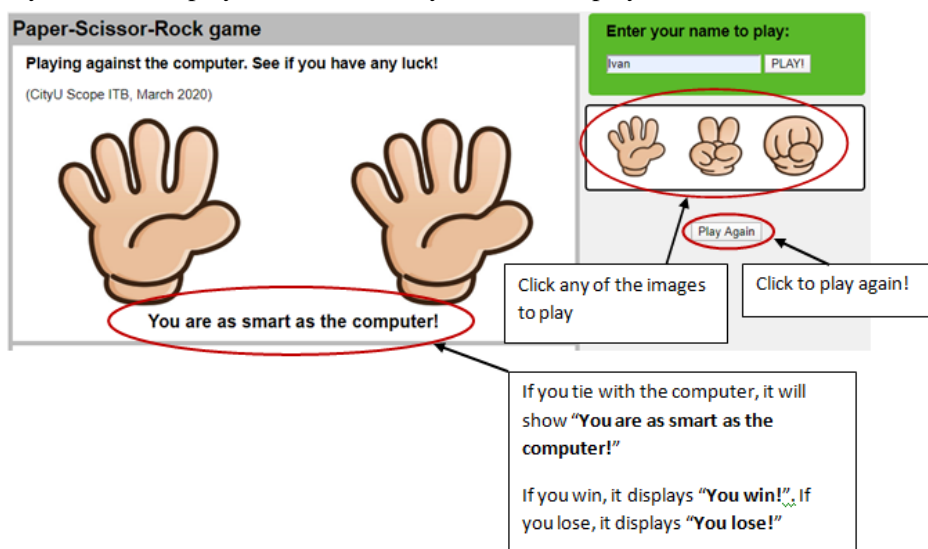 Paper-Scissor-Rock game
Playing against the computer. See if you have any luck!
(CityU Scope ITB, March 2020)
You are as smart as the computer!
Enter your name to play:
Ivan PLAY!
Play Again
Click any of the images
to play
Click to play again!
If you tie with the computer, it will
show “You are as smart as the
computer!”
If you win, it displays “You win!”. If
you lose, it displays “You lose!”